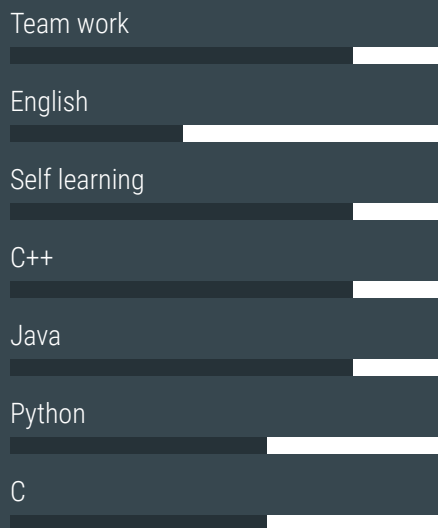 Team work
English
Self learning
C++
Java
Python
C